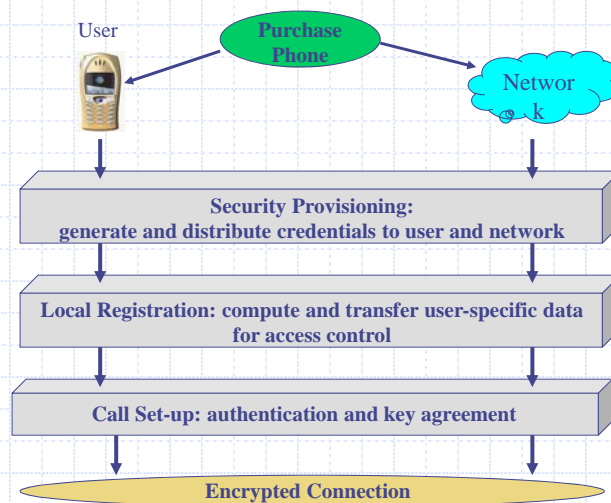 User
Purchase
Phone
Networ
k
Security Provisioning:
generate and distribute credentials to user and network
Local Registration: compute and transfer user-specific data
for access control
Call Set-up: authentication and key agreement
Encrypted Connection